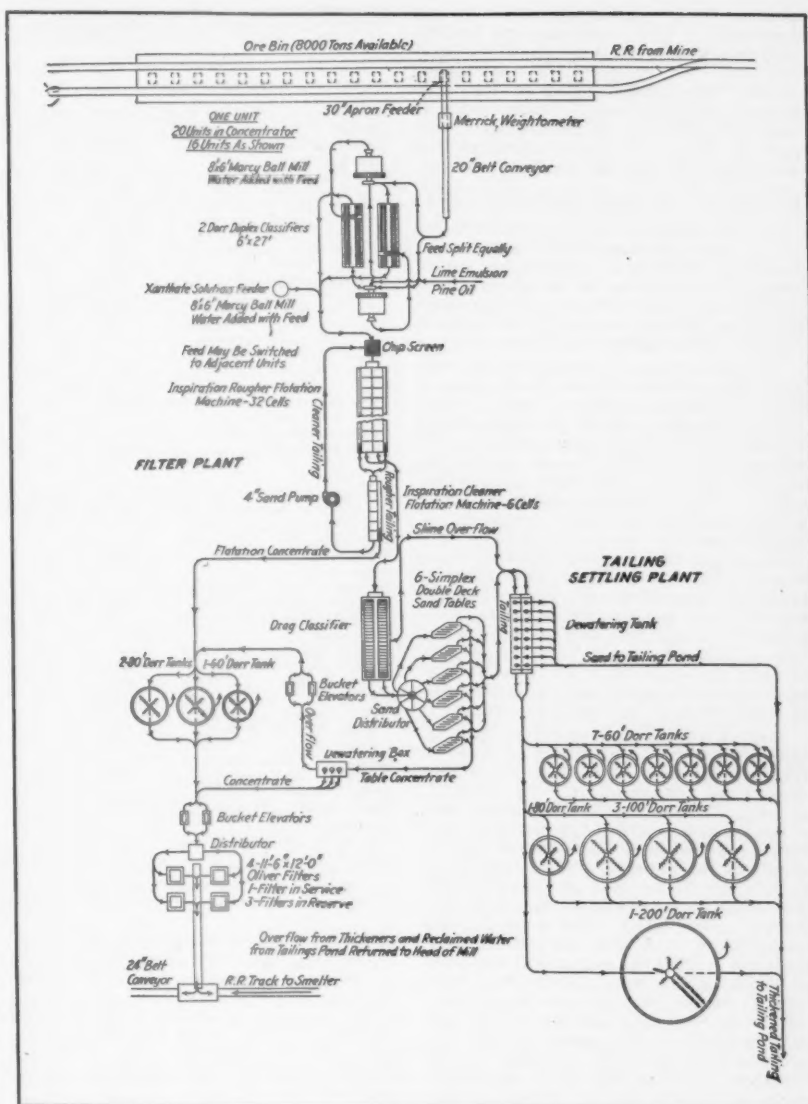 Ore Bin (8000 Tons Available)
R.R. from Mine
30" Apron Feeder
Merrick Weightometer
ONE UNIT
20 Units in Concentrator
16 Units As Shown
8'x6' Marcy Ball Mill
Water Added with Feed
20" Belt Conveyor
2 Dorr Duplex Classifiers
6'x 27'
Feed Split Equally
Lime Emulsion
Pine Oil
Xanthate Solutions Feeder
8'x6' Marcy Ball Mill
Water Added with Feed
Feed May Be Switched
to Adjacent Units
Chip Screen
Inspiration Rougher Flotation
Machine-32 Cells
Cleaner Tailing
FILTER PLANT
4" Sand Pump
Rougher Tailing
Inspiration Cleaner
Flotation Machine-6 Cells
Flotation Concentrate
Slime Overflow
6-Simplex
Double Deck
Sand Tables
TAILING
SETTLING PLANT
Tailing
Dewatering Tank
Sand to Tailing Pond
Drag Classifier
2-80' Dorr Tanks
1-60' Dorr Tank
Bucket
Elevators
Sand
Distributor
Overflow
Dewatering Box
Table Concentrate
Concentrate
7-60' Dorr Tanks
1-80' Dorr Tank
3-100' Dorr Tanks
Bucket Elevators
Distributor
4-11'-6"x12'-0"
Oliver Filters
1-Filter in Service
3-Filters in Reserve
1-200' Dorr Tank
Overflow from Thickeners and Reclaimed Water
from Tailings Pond Returned to Head of Mill
24" Belt
Conveyor
R.R. Track to Smelter
Thickened Tailing
to Tailing Pond